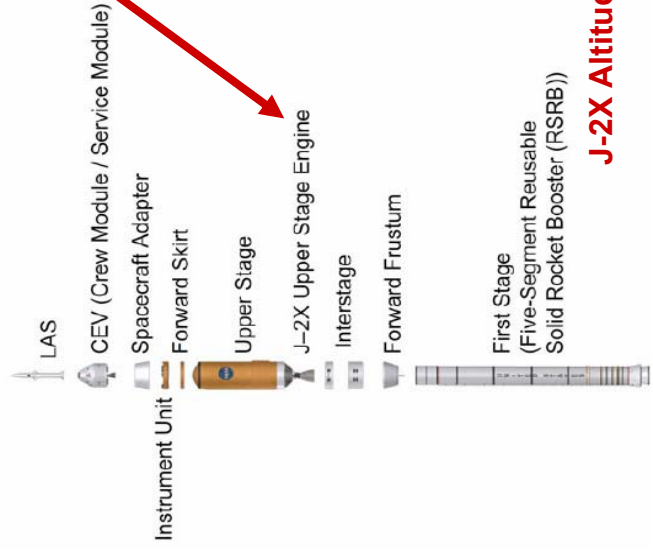 LAS
CEV (Crew Module / Service Module)
Spacecraft Adapter
Instrument Unit
Forward Skirt
Upper Stage
J–2X Upper Stage Engine
Interstage
Forward Frustum
First Stage
(Five-Segment Reusable
Solid Rocket Booster (RSRB))
J-2X